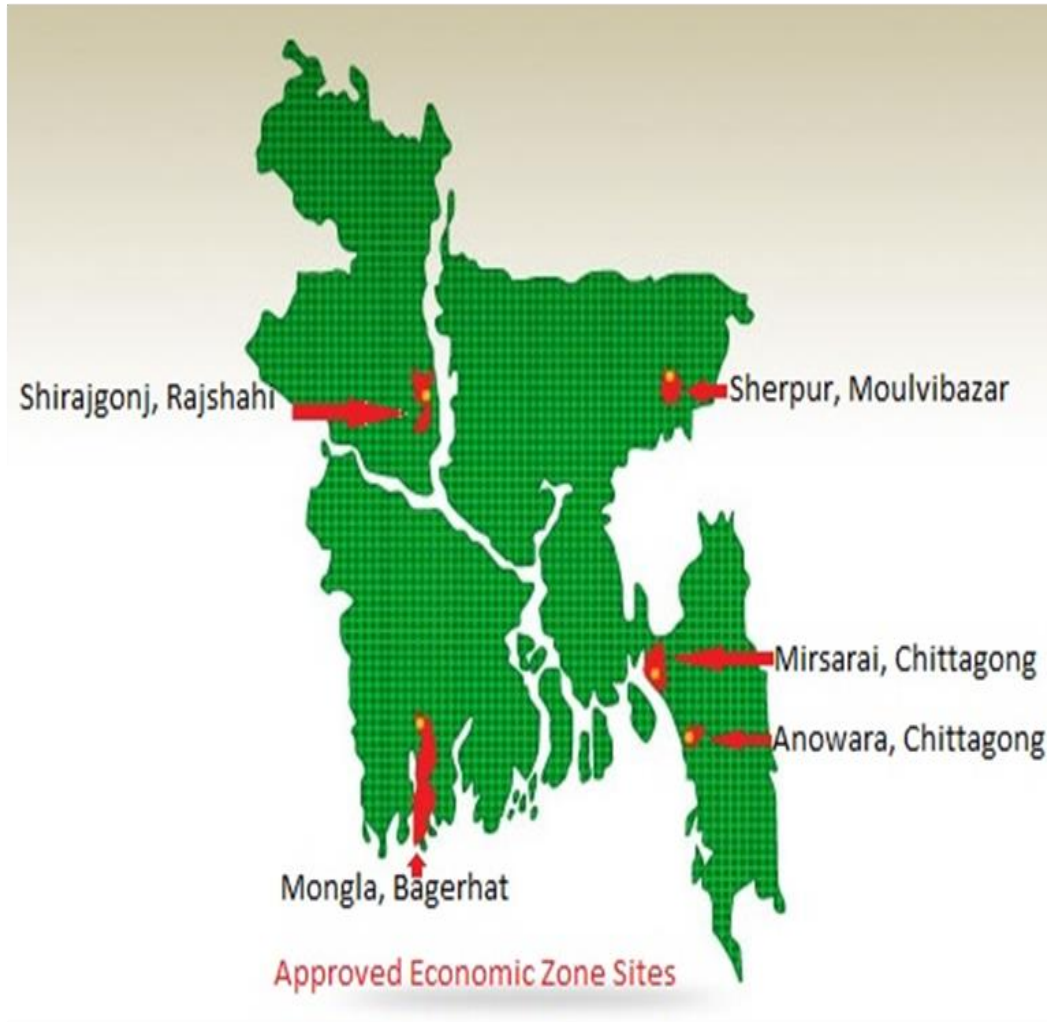 Shirajgonj, Rajshahi
Sherpur, Moulvibazar
Mirsarai, Chittagong
Anowara, Chittagong
Mongla, Bagerhat
Approved Economic Zone Sites